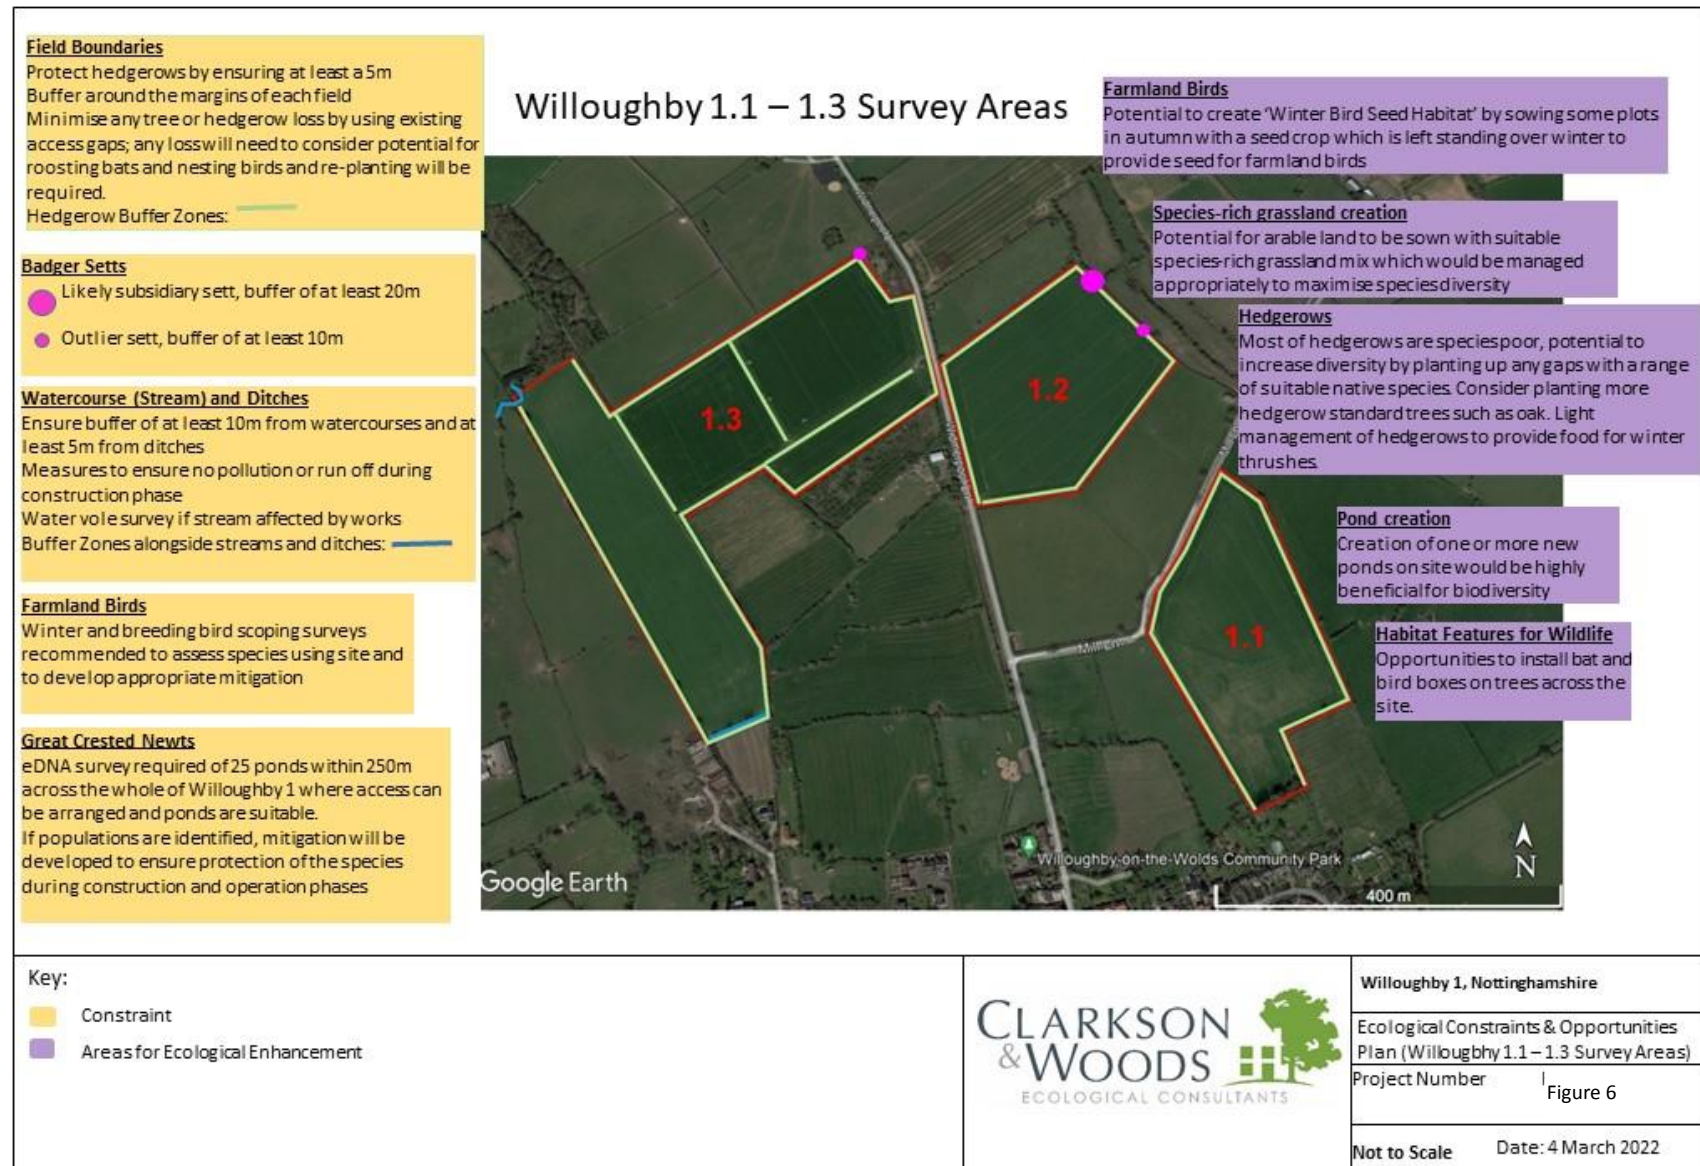 Willoughby 1.1 – 1.3 Survey Areas
Field Boundaries
Protect hedgerows by ensuring at least a 5m
Buffer around the margins of each field
Minimise any tree or hedgerow loss by using existing
access gaps; any loss will need to consider potential for
roosting bats and nesting birds and re-planting will be
required.
Hedgerow Buffer Zones:
Badger Setts
Likely subsidiary sett, buffer of at least 20m
Outlier sett, buffer of at least 10m
Watercourse (Stream) and Ditches
Ensure buffer of at least 10m from watercourses and at
least 5m from ditches
Measures to ensure no pollution or run off during
construction phase
Water vole survey if stream affected by works
Buffer Zones alongside streams and ditches:
Farmland Birds
Winter and breeding bird scoping surveys
recommended to assess species using site and
to develop appropriate mitigation
Great Crested Newts
eDNA survey required of 25 ponds within 250m
across the whole of Willoughby 1 where access can
be arranged and ponds are suitable.
If populations are identified, mitigation will be
developed to ensure protection of the species
during construction and operation phases
Farmland Birds
Potential to create ‘Winter Bird Seed Habitat’ by sowing some plots
in autumn with a seed crop which is left standing over winter to
provide seed for farmland birds
Species-rich grassland creation
Potential for arable land to be sown with suitable
species-rich grassland mix which would be managed
appropriately to maximise species diversity
Hedgerows
Most of hedgerows are species poor, potential to
increase diversity by planting up any gaps with a range
of suitable native species. Consider planting more
hedgerow standard trees such as oak. Light
management of hedgerows to provide food for winter
thrushes.
Pond creation
Creation of one or more new
ponds on site would be highly
beneficial for biodiversity
Habitat Features for Wildlife
Opportunities to install bat and
bird boxes on trees across the
site.
1.3
1.2
1.1
Willoughby-on-the-Wolds Community Park
Google Earth
N
400 m
Key:
Constraint
Areas for Ecological Enhancement
CLARKSON
&WOODS
ECOLOGICAL CONSULTANTS
Willoughby 1, Nottinghamshire
Ecological Constraints & Opportunities
Plan (Willougbhy 1.1 – 1.3 Survey Areas)
Project Number
Figure 6
Not to Scale Date: 4 March 2022